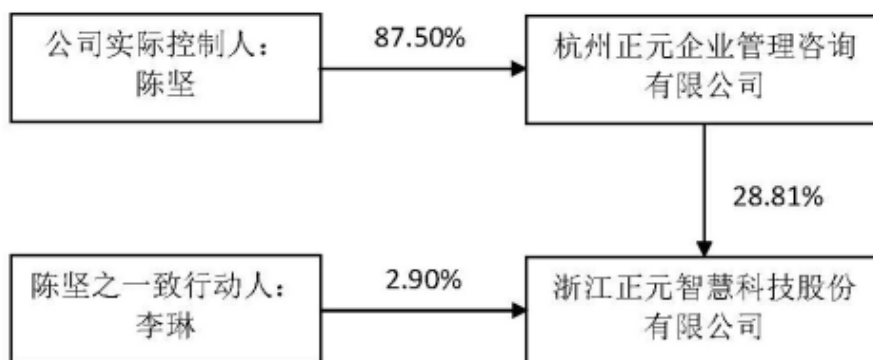 公司实际控制人：
陈坚
87.50%
杭州正元企业管理咨询
有限公司
28.81%
陈坚之一致行动人：
李琳
2.90%
浙江正元智慧科技股份
有限公司